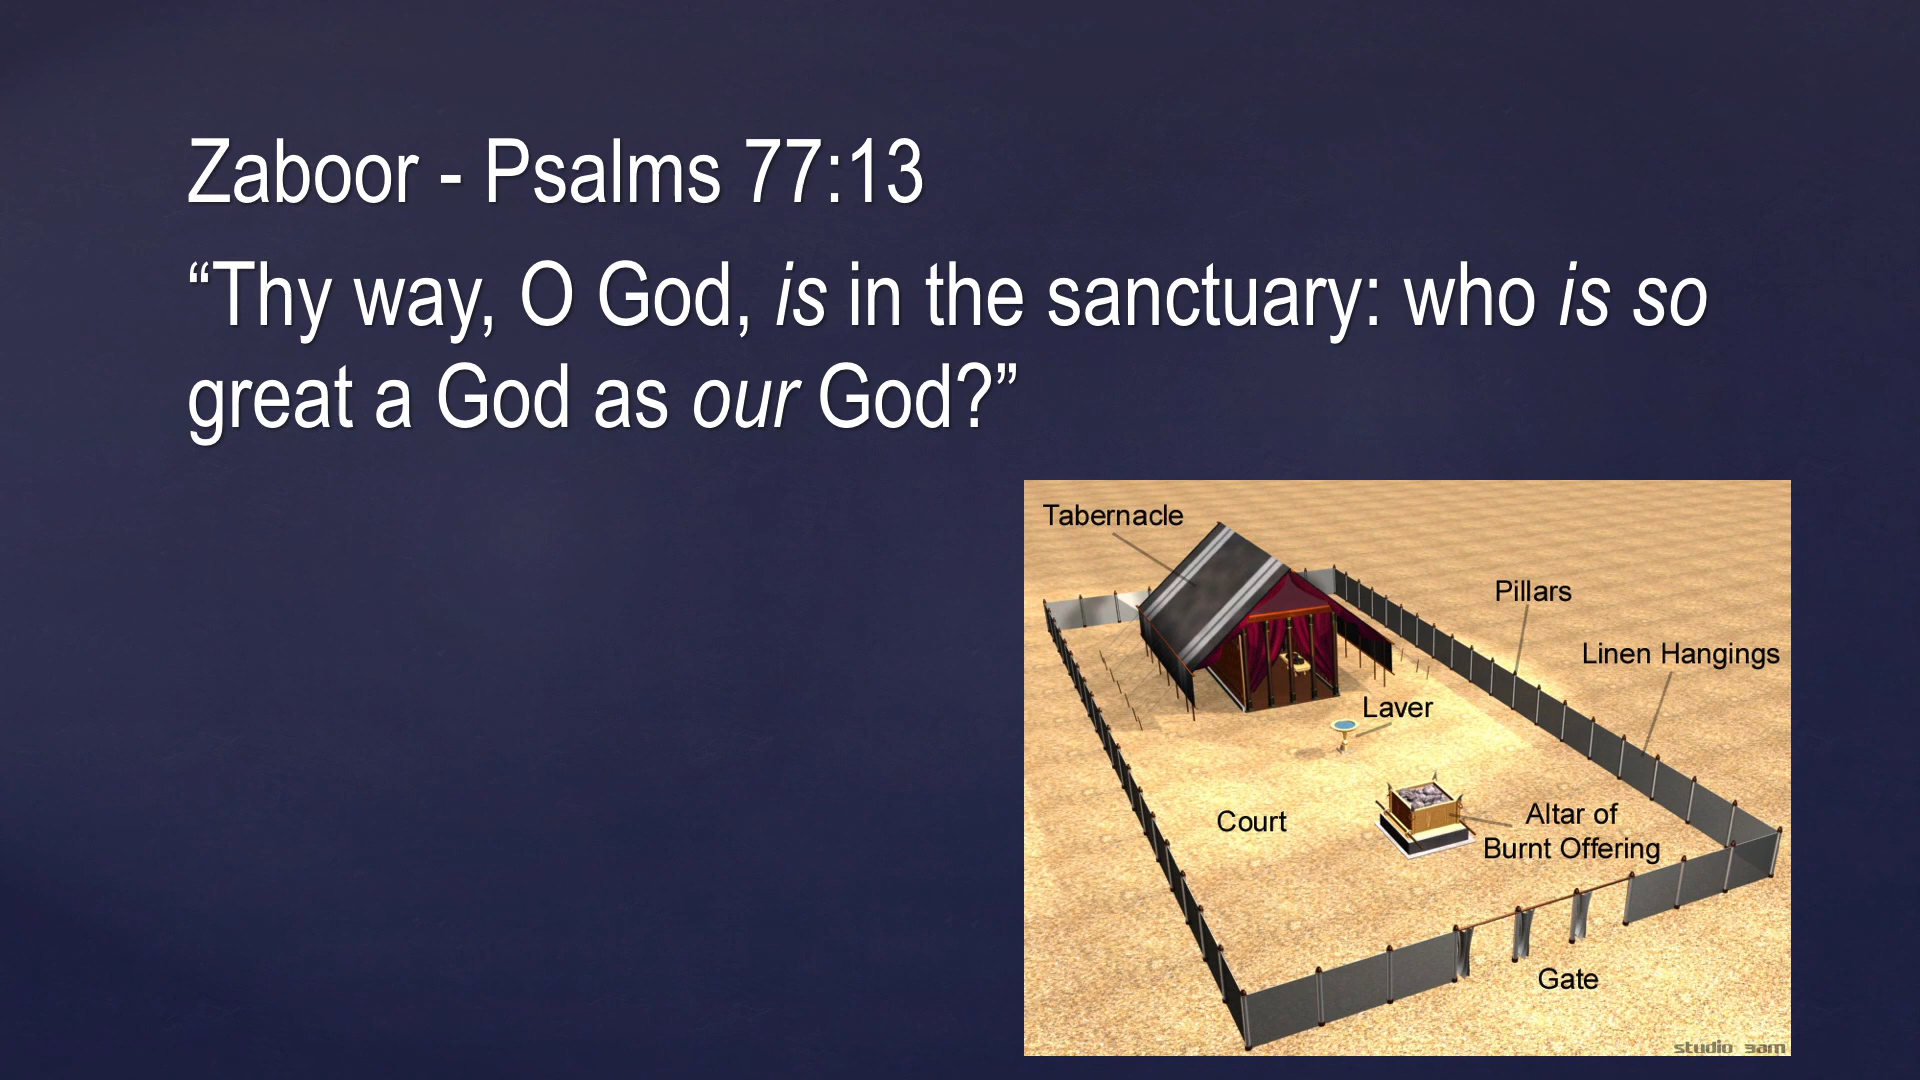 Zaboor - Psalms 77:13
“Thy way, O God, is in the sanctuary: who is so
great a God as our God?”
Tabernacle
Pillars
Linen Hangings
Laver
Court
Altar of
Burnt Offering
Gate
studio 3am